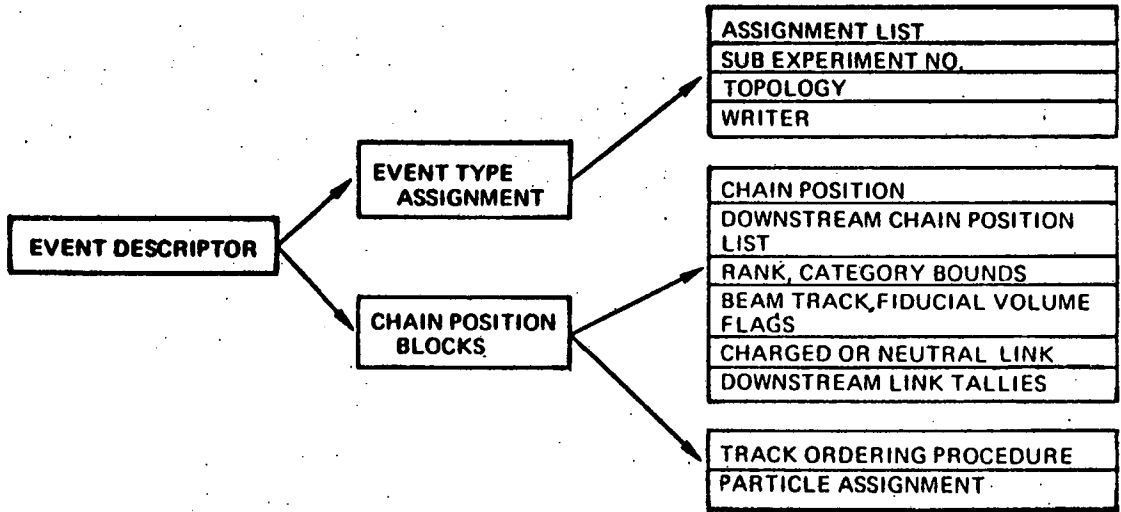 EVENT DESCRIPTOR
EVENT TYPE
ASSIGNMENT
CHAIN POSITION
BLOCKS
ASSIGNMENT LIST
SUB EXPERIMENT NO.
TOPOLOGY
WRITER
CHAIN POSITION
DOWNSTREAM CHAIN POSITION
LIST
RANK, CATEGORY BOUNDS
BEAM TRACK, FIDUCIAL VOLUME
FLAGS
CHARGED OR NEUTRAL LINK
DOWNSTREAM LINK TALLIES
TRACK ORDERING PROCEDURE
PARTICLE ASSIGNMENT